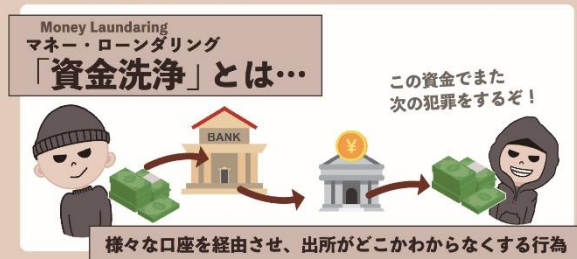 Money Laundaring
マネー・ローンダリング
「資金洗浄」とは…
この資金でまた
次の犯罪をするぞ！
BANK
¥
様々な口座を経由させ、出所がどこかわからなくする行為